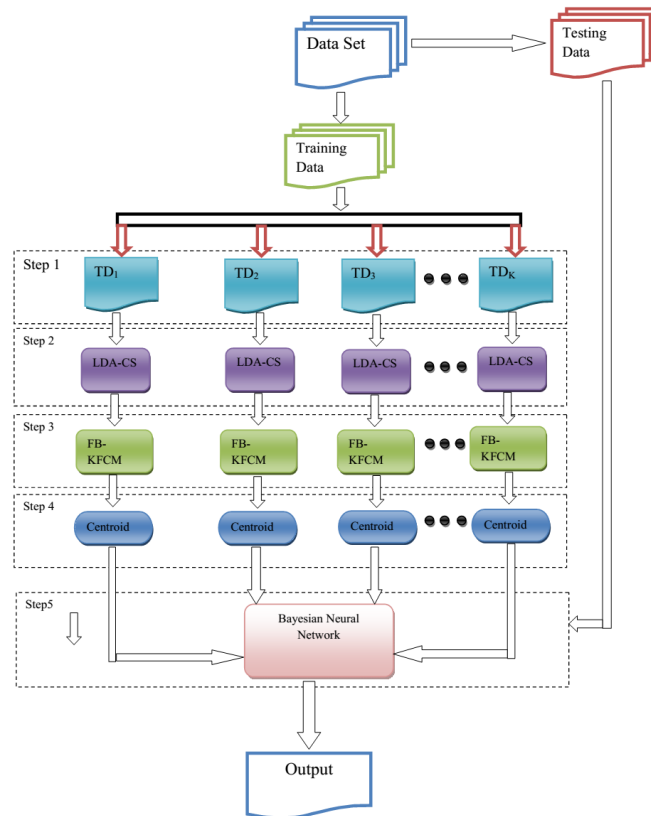 Data Set
Testing
Data
Training
Data
Step 1
TD₁
TD₂
TD₃
TDK
Step 2
LDA-CS
LDA-CS
LDA-CS
LDA-CS
Step 3
FB-
KFCM
FB-
KFCM
FB-
KFCM
FB-
KFCM
Step 4
Centroid
Centroid
Centroid
Centroid
Step5
Bayesian Neural
Network
Output